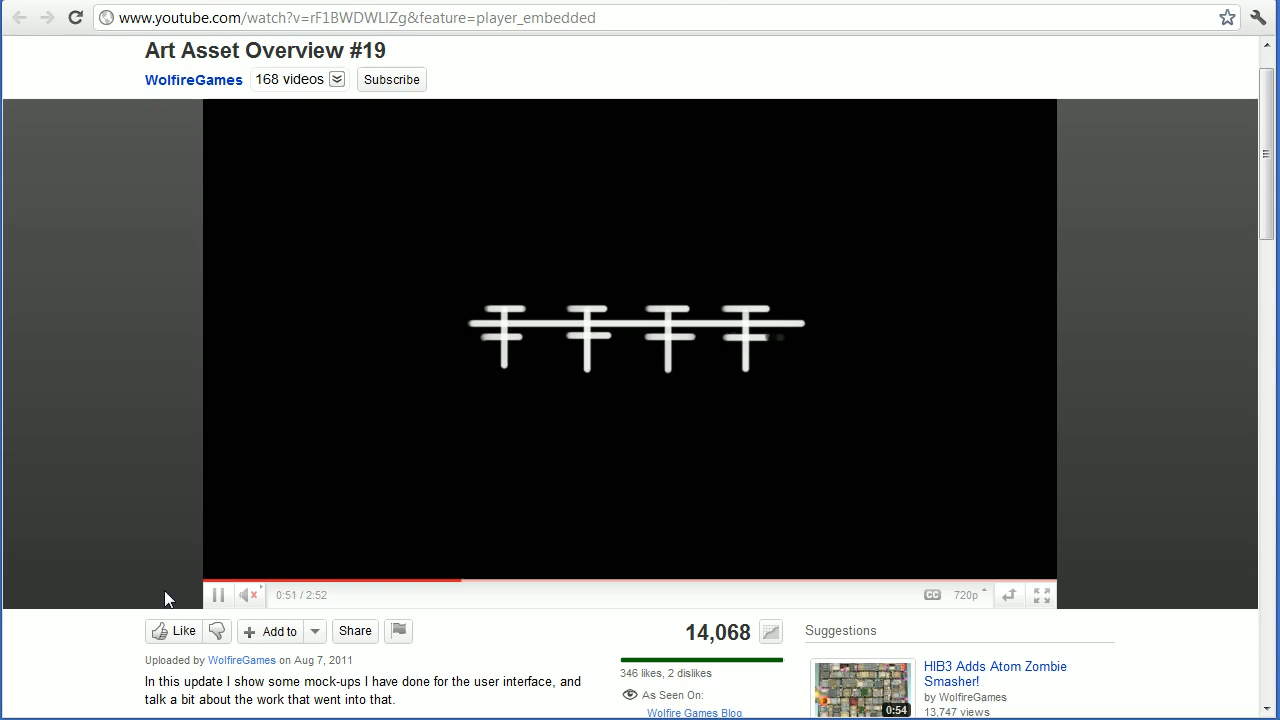 www.youtube.com/watch?v=rF1BWDWLlZg&feature=player_embedded
Art Asset Overview #19
WolfireGames 168 videos Subscribe
0:51 / 2:52 CC 720p
Like Add to Share 14,068
Uploaded by WolfireGames on Aug 7, 2011
In this update I show some mock-ups I have done for the user interface, and
talk a bit about the work that went into that.
346 likes, 2 dislikes
As Seen On:
Wolfire Games Blog
Suggestions
HIB3 Adds Atom Zombie
Smasher!
by WolfireGames
13,747 views
0:54